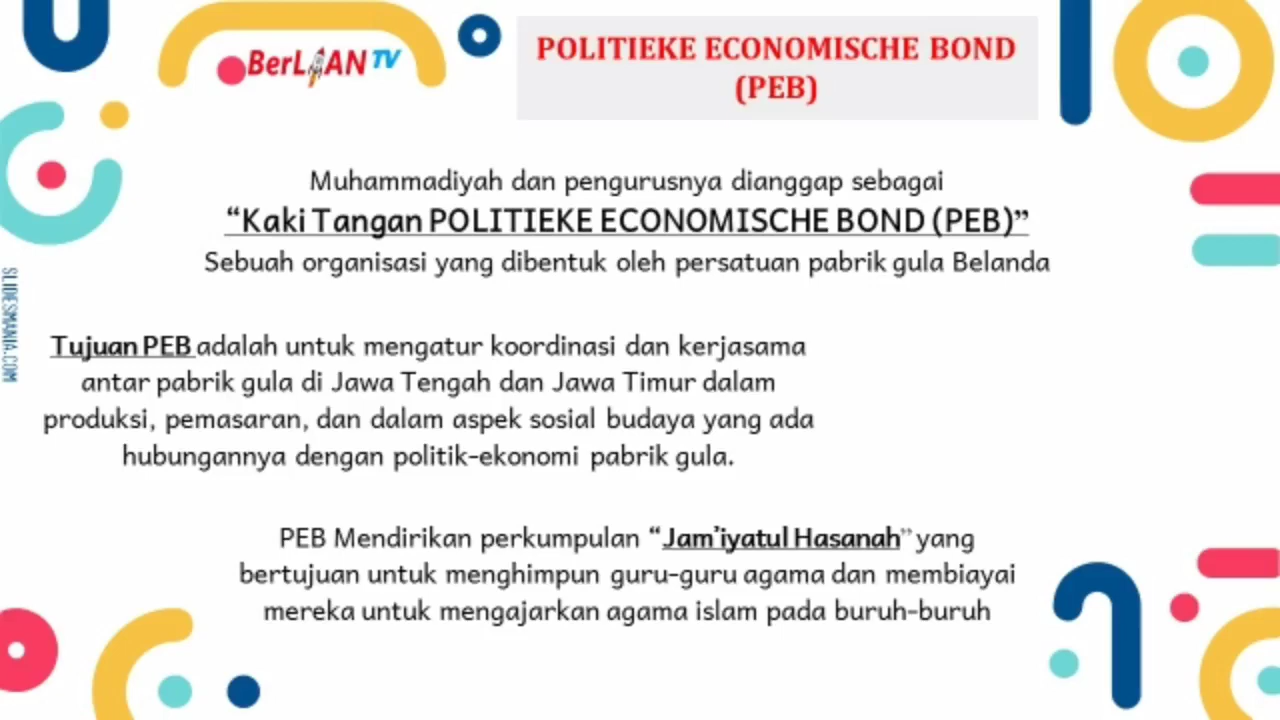 BerLIAN TV
POLITIEKE ECONOMISCHE BOND
(PEB)
Muhammadiyah dan pengurusnya dianggap sebagai
“Kaki Tangan POLITIEKE ECONOMISCHE BOND (PEB)”
Sebuah organisasi yang dibentuk oleh persatuan pabrik gula Belanda
SLIDESMANIA.COM
Tujuan PEB adalah untuk mengatur koordinasi dan kerjasama
antar pabrik gula di Jawa Tengah dan Jawa Timur dalam
produksi, pemasaran, dan dalam aspek sosial budaya yang ada
hubungannya dengan politik-ekonomi pabrik gula.
PEB Mendirikan perkumpulan “Jam’iyatul Hasanah” yang
bertujuan untuk menghimpun guru-guru agama dan membiayai
mereka untuk mengajarkan agama islam pada buruh-buruh